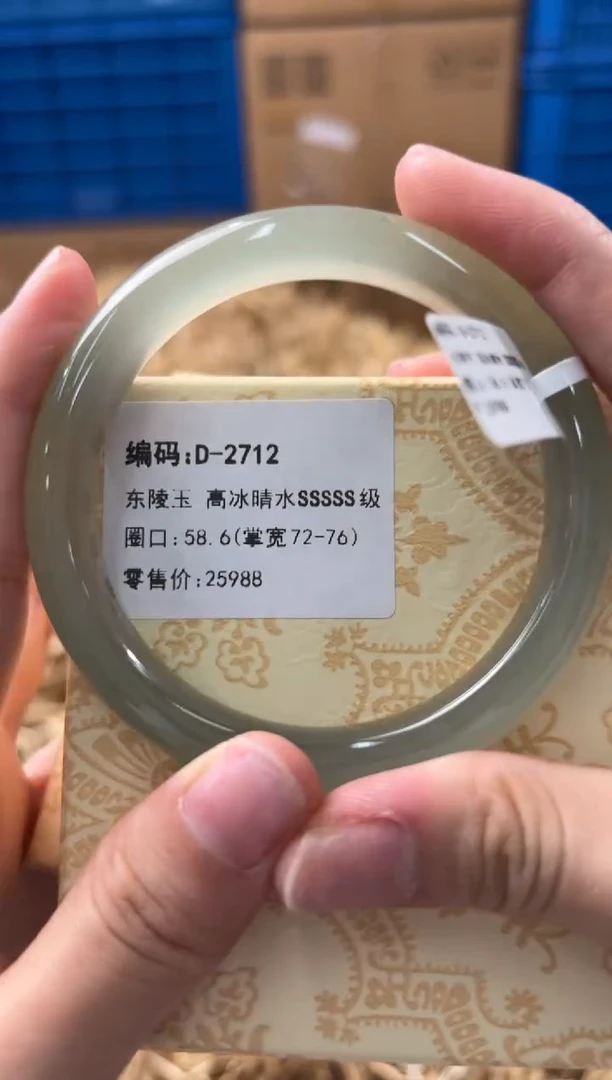 编码:D-2712
东陵玉 高冰晴水SSSSS级
圈口:58.6(掌宽72-76)
零售价:25988